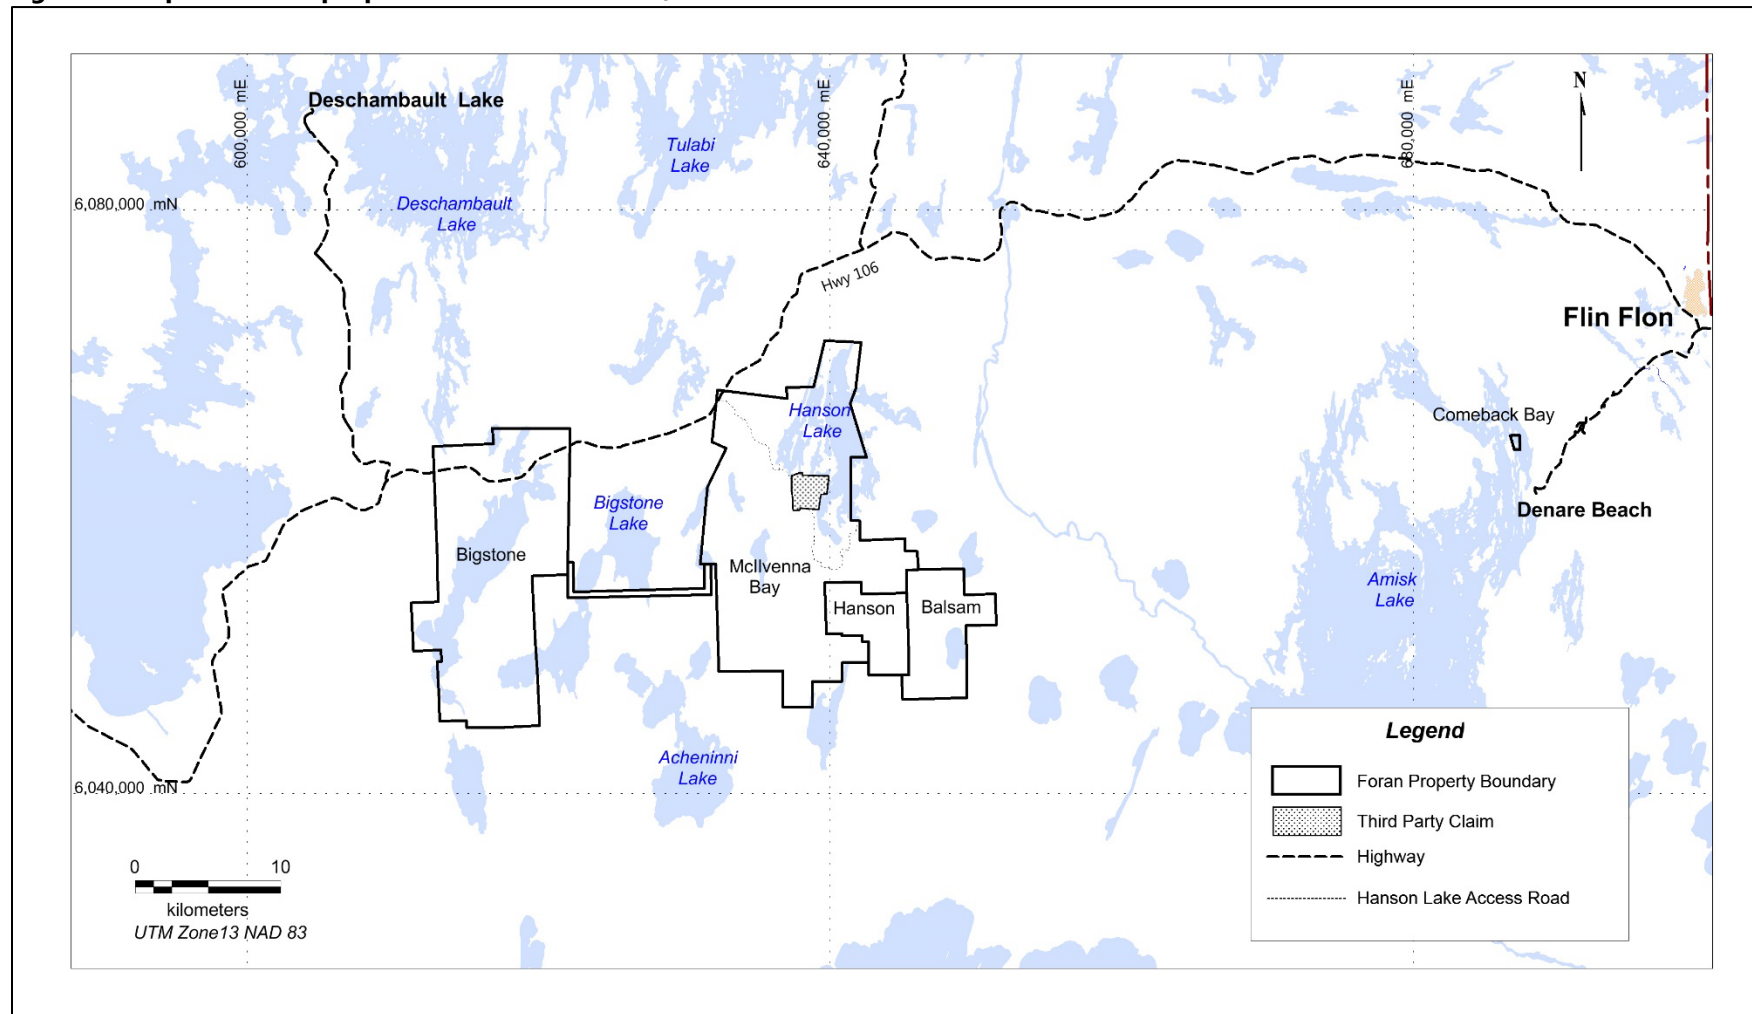 600,000 mE
640,000 mE
680,000 mE
N
Deschambault Lake
Tulabi
Lake
Deschambault
Lake
6,080,000 mN
Hwy 106
Flin Flon
Hanson
Lake
Comeback Bay
Bigstone
Lake
Denare Beach
Bigstone
McIlvenna
Bay
Amisk
Lake
Hanson
Balsam
Acheninni
Lake
6,040,000 mN
Legend
Foran Property Boundary
Third Party Claim
Highway
Hanson Lake Access Road
0 10
kilometers
UTM Zone13 NAD 83